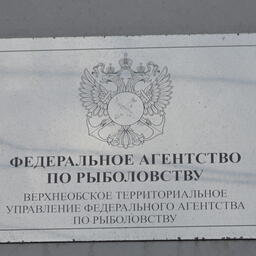 ФЕДЕРАЛЬНОЕ АГЕНТСТВО
ПО РЫБОЛОВСТВУ
ВЕРХНЕОБСКОЕ ТЕРРИТОРИАЛЬНОЕ
УПРАВЛЕНИЕ ФЕДЕРАЛЬНОГО АГЕНТСТВА
ПО РЫБОЛОВСТВУ